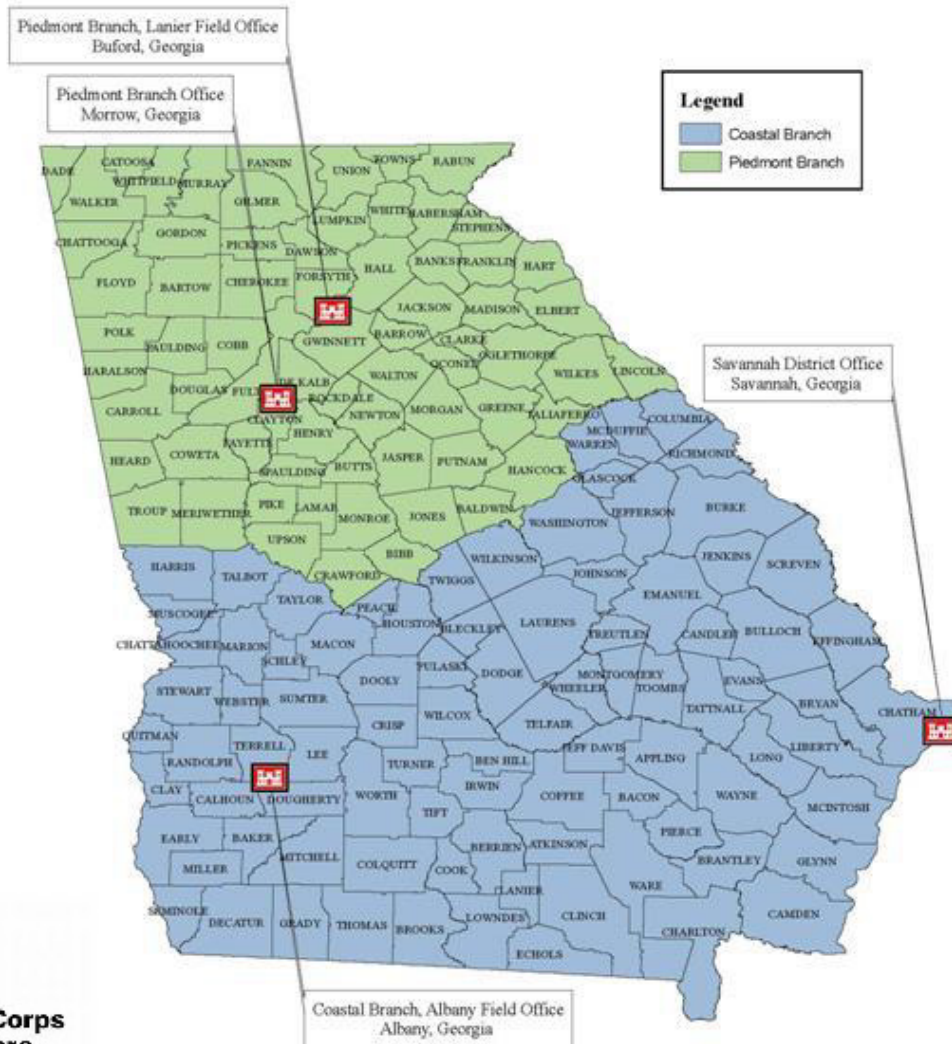 Piedmont Branch, Lanier Field Office
Buford, Georgia
Piedmont Branch Office
Morrow, Georgia
Legend
Coastal Branch
Piedmont Branch
Savannah District Office
Savannah, Georgia
DADE
CATOOSA
WHITFIELD
MURRAY
FANNIN
UNION
TOWNS
RABUN
WALKER
GILMER
LUMPKIN
WHITE
HABERSHAM
STEPHENS
CHATTOOGA
GORDON
PICKENS
DAWSON
HALL
BANKS
FRANKLIN
HART
FLOYD
BARTOW
CHEROKEE
FORSYTH
JACKSON
MADISON
ELBERT
POLK
PAULDING
COBB
GWINNETT
BARROW
CLARKE
OCONEE
OGLETHORPE
WILKES
LINCOLN
HARALSON
DOUGLAS
DE KALB
ROCKDALE
WALTON
CARROLL
CLAYTON
NEWTON
MORGAN
GREENE
TALIAFERRO
MCDUFFIE
COLUMBIA
WARREN
RICHMOND
HEARD
COWETA
FAYETTE
HENRY
SPAULDING
BUTTS
JASPER
PUTNAM
HANCOCK
GLASCOCK
TROUP
MERIWETHER
PIKE
LAMAR
MONROE
JONES
BALDWIN
WASHINGTON
JEFFERSON
BURKE
UPSON
BIBB
WILKINSON
JENKINS
SCREVEN
HARRIS
TALBOT
CRAWFORD
TWIGGS
JOHNSON
EMANUEL
TAYLOR
PEACH
MUSCOGEE
HOUSTON
BLECKLEY
LAURENS
TREUTLEN
CANDLER
BULLOCH
EFFINGHAM
CHATTAHOOCHEE
MARION
MACON
SCHLEY
PULASKI
DODGE
MONTGOMERY
WHEELER
TOOMBS
EVANS
STEWART
WEBSTER
SUMTER
DOOLY
TATTNALL
BRYAN
CHATHAM
CRISP
WILCOX
TELFAIR
QUITMAN
TERRELL
LEE
RANDOLPH
TURNER
BEN HILL
JEFF DAVIS
APPLING
LONG
LIBERTY
CLAY
CALHOUN
DOUGHERTY
WORTH
IRWIN
TIFT
COFFEE
BACON
WAYNE
MCINTOSH
EARLY
BAKER
MITCHELL
MILLER
COLQUITT
COOK
BERRIEN
ATKINSON
PIERCE
BRANTLEY
GLYNN
LANIER
WARE
SEMINOLE
DECATUR
GRADY
THOMAS
BROOKS
LOWNDES
CLINCH
CHARLTON
CAMDEN
ECHOLS
Coastal Branch, Albany Field Office
Albany, Georgia
Corps